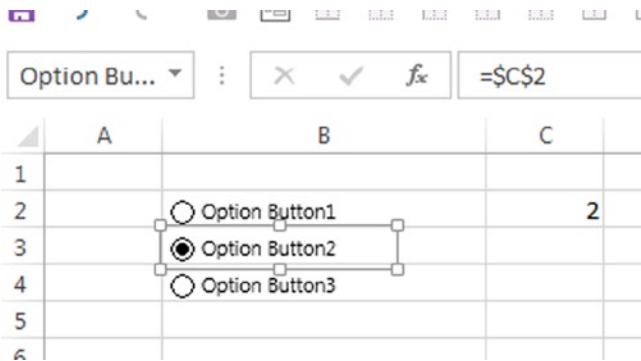 Option Bu... fx =$C$2
A B C
1
2 Option Button1 2
3 Option Button2
4 Option Button3
5
6